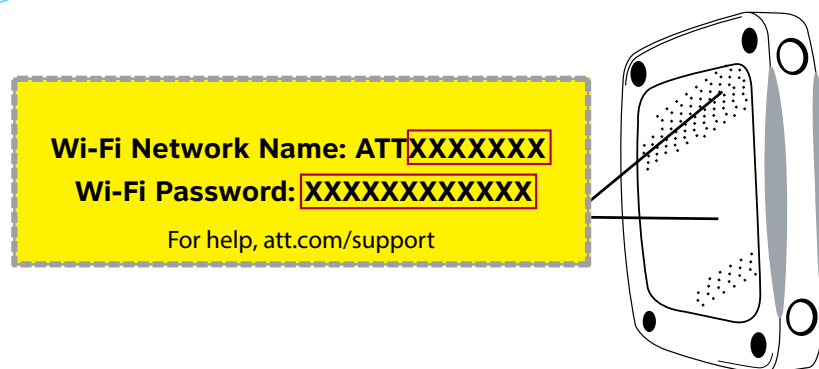 Wi-Fi Network Name: ATTXXXXXXX
Wi-Fi Password: XXXXXXXXXXXX
For help, att.com/support